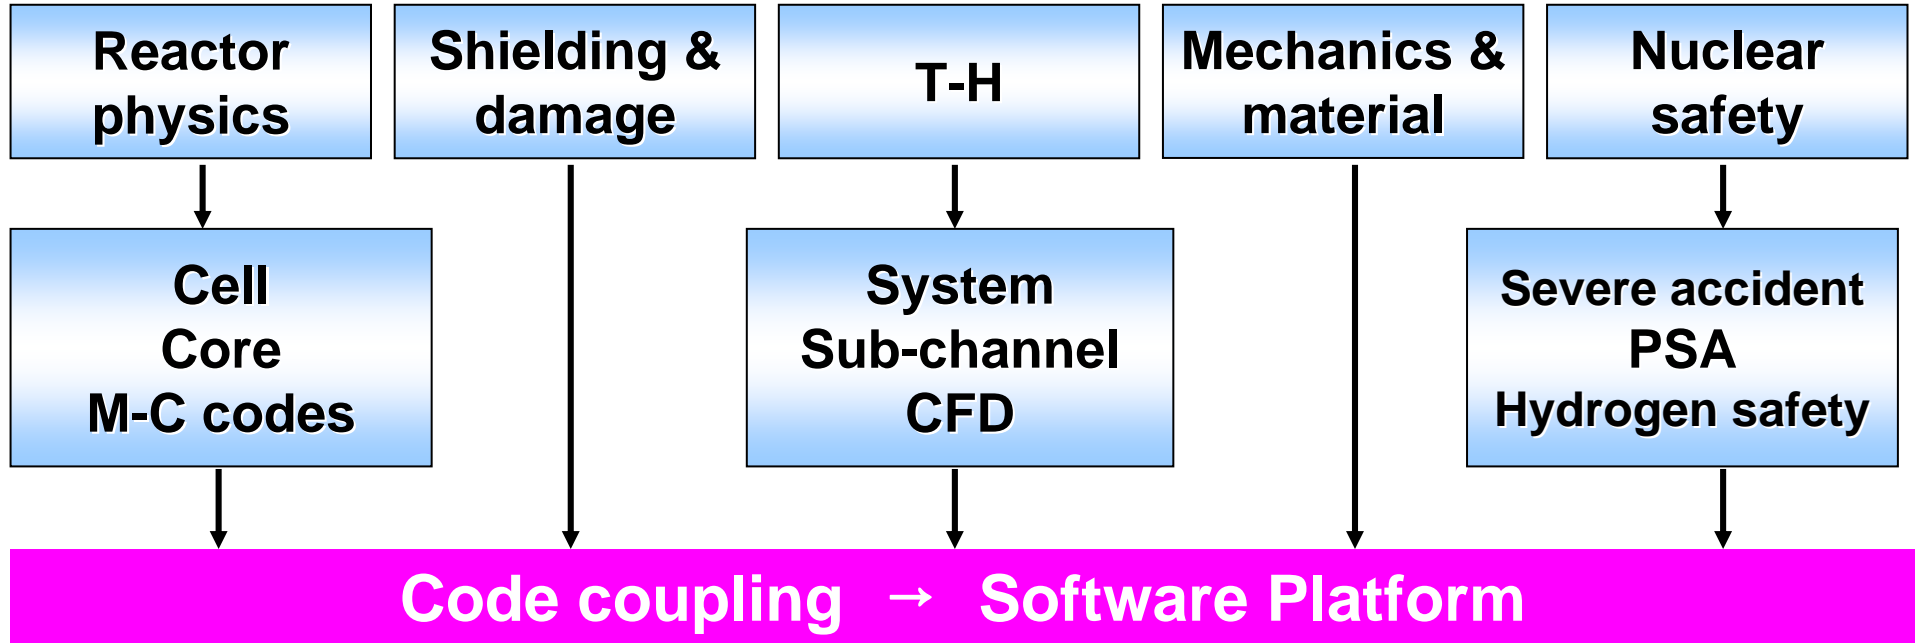 Reactor
physics
Shielding &
damage
T-H
Mechanics &
material
Nuclear
safety
Cell
Core
M-C codes
System
Sub-channel
CFD
Severe accident
PSA
Hydrogen safety
Code coupling → Software Platform